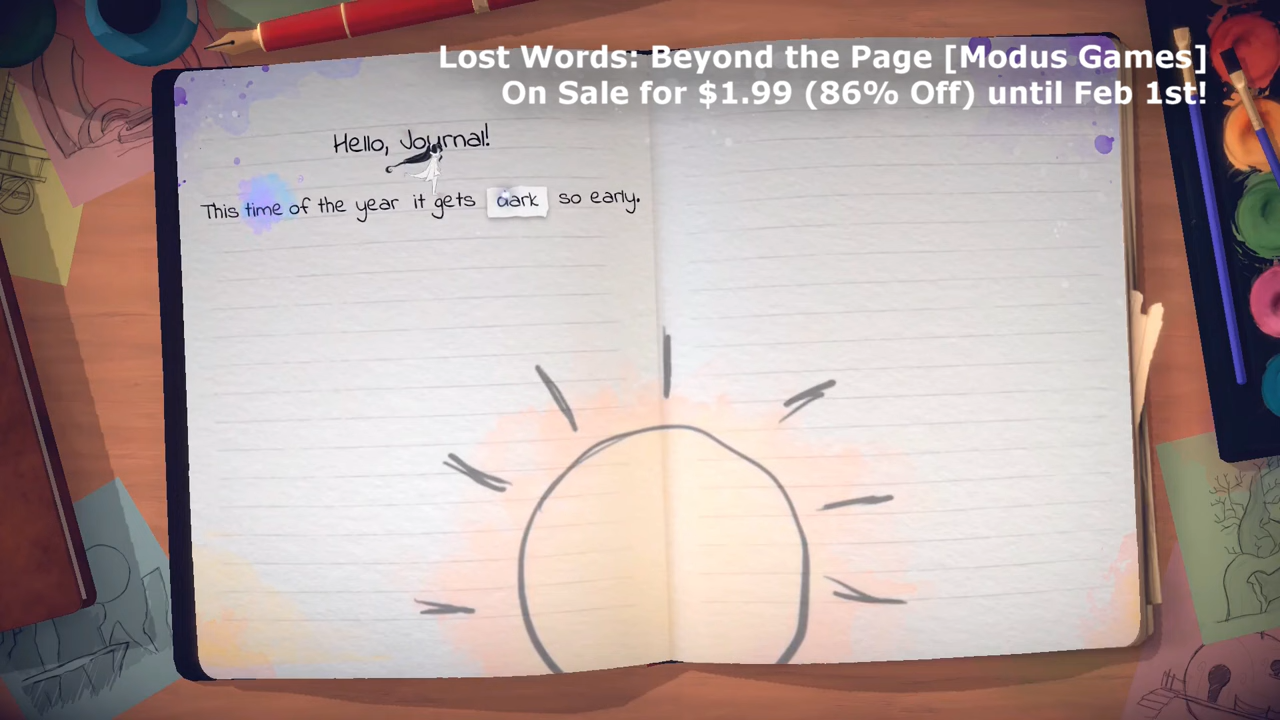 Lost Words: Beyond the Page [Modus Games]
On Sale for $1.99 (86% Off) until Feb 1st!
Hello, Journal!
This time of the year it gets dark so early.